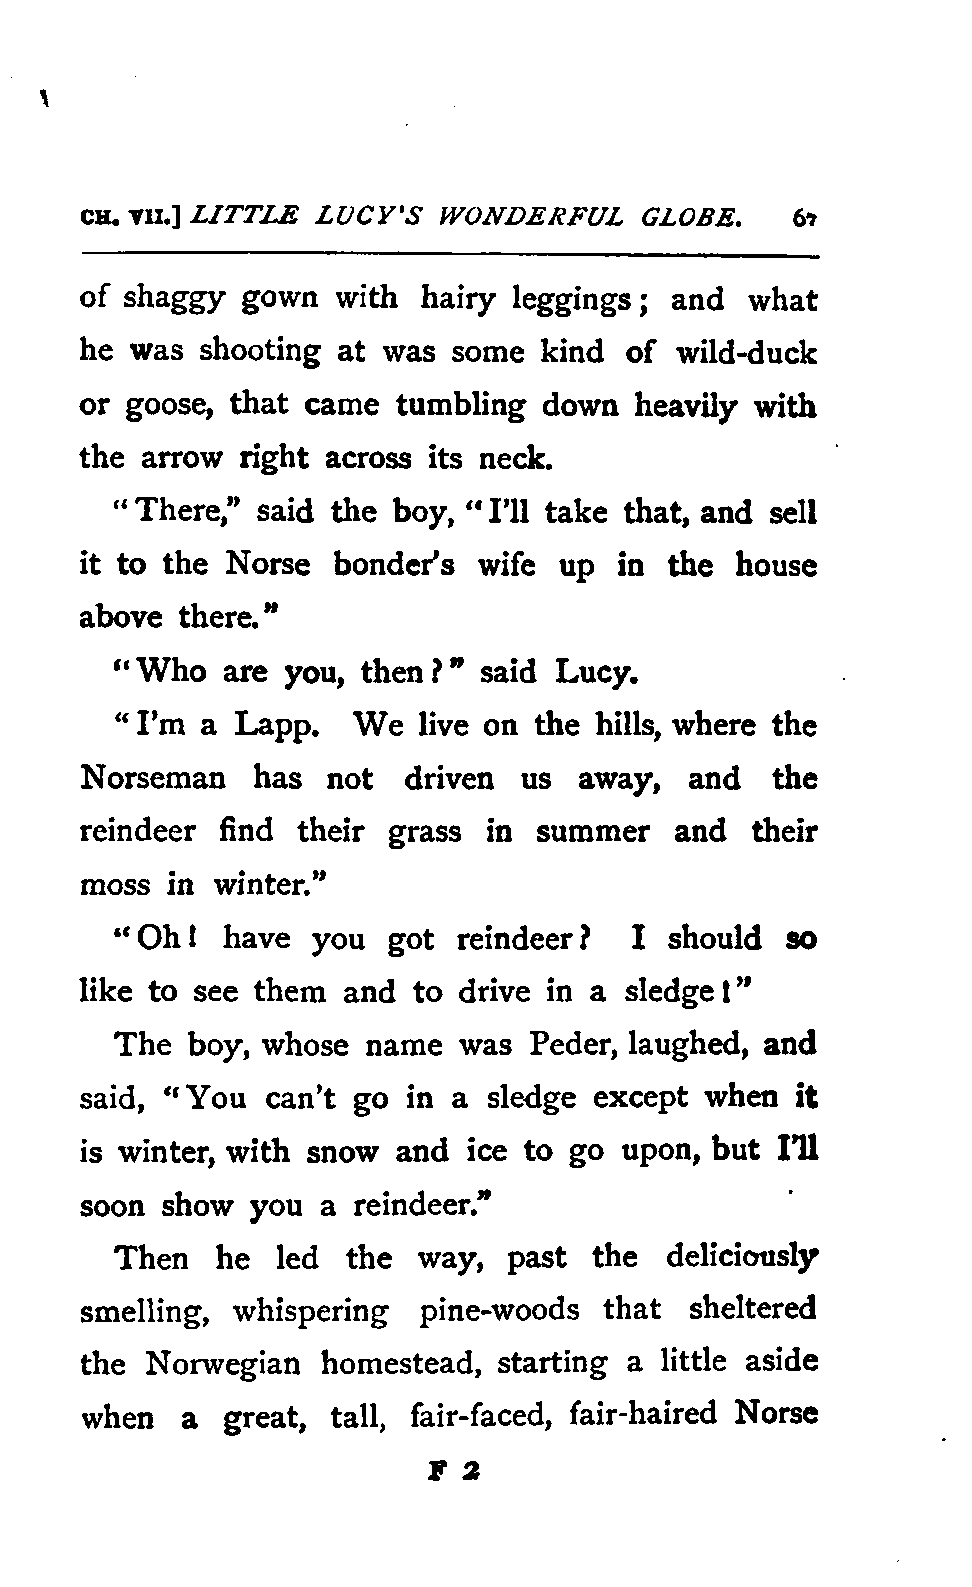 CH. VII.] LITTLE LUCY'S WONDERFUL GLOBE. 67
of shaggy gown with hairy leggings; and what
he was shooting at was some kind of wild-duck
or goose, that came tumbling down heavily with
the arrow right across its neck.
"There," said the boy, "I'll take that, and sell
it to the Norse bonder's wife up in the house
above there."
"Who are you, then?" said Lucy.
"I'm a Lapp. We live on the hills, where the
Norseman has not driven us away, and the
reindeer find their grass in summer and their
moss in winter."
"Oh! have you got reindeer? I should so
like to see them and to drive in a sledge!"
The boy, whose name was Peder, laughed, and
said, "You can't go in a sledge except when it
is winter, with snow and ice to go upon, but I'll
soon show you a reindeer."
Then he led the way, past the deliciously
smelling, whispering pine-woods that sheltered
the Norwegian homestead, starting a little aside
when a great, tall, fair-faced, fair-haired Norse
F 2